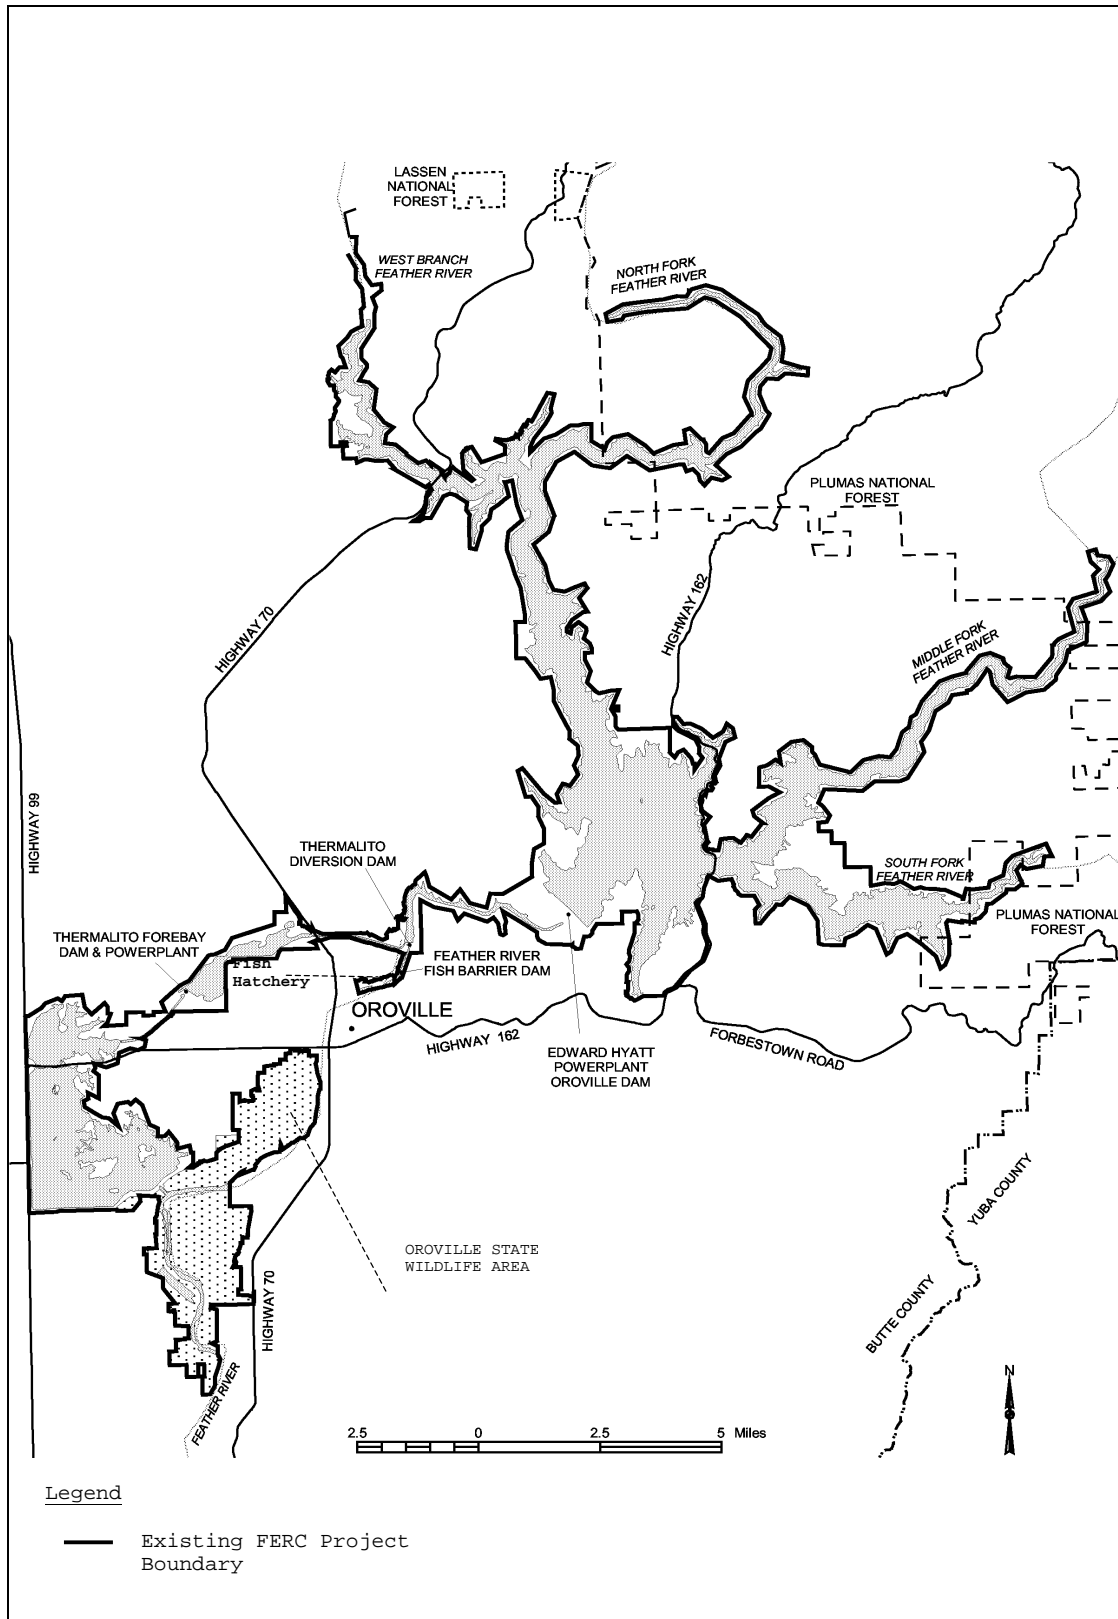 LASSEN
NATIONAL
FOREST
WEST BRANCH
FEATHER RIVER
NORTH FORK
FEATHER RIVER
PLUMAS NATIONAL
FOREST
HIGHWAY 70
HIGHWAY 162
MIDDLE FORK
FEATHER RIVER
HIGHWAY 99
THERMALITO
DIVERSION DAM
SOUTH FORK
FEATHER RIVER
PLUMAS NATIONAL
FOREST
THERMALITO FOREBAY
DAM & POWERPLANT
Fish
Hatchery
FEATHER RIVER
FISH BARRIER DAM
OROVILLE
HIGHWAY 162
FORBESTOWN ROAD
EDWARD HYATT
POWERPLANT
OROVILLE DAM
YUBA COUNTY
OROVILLE STATE
WILDLIFE AREA
BUTTE COUNTY
HIGHWAY 70
FEATHER RIVER
N
2.5 0 2.5 5 Miles
Legend
Existing FERC Project
Boundary